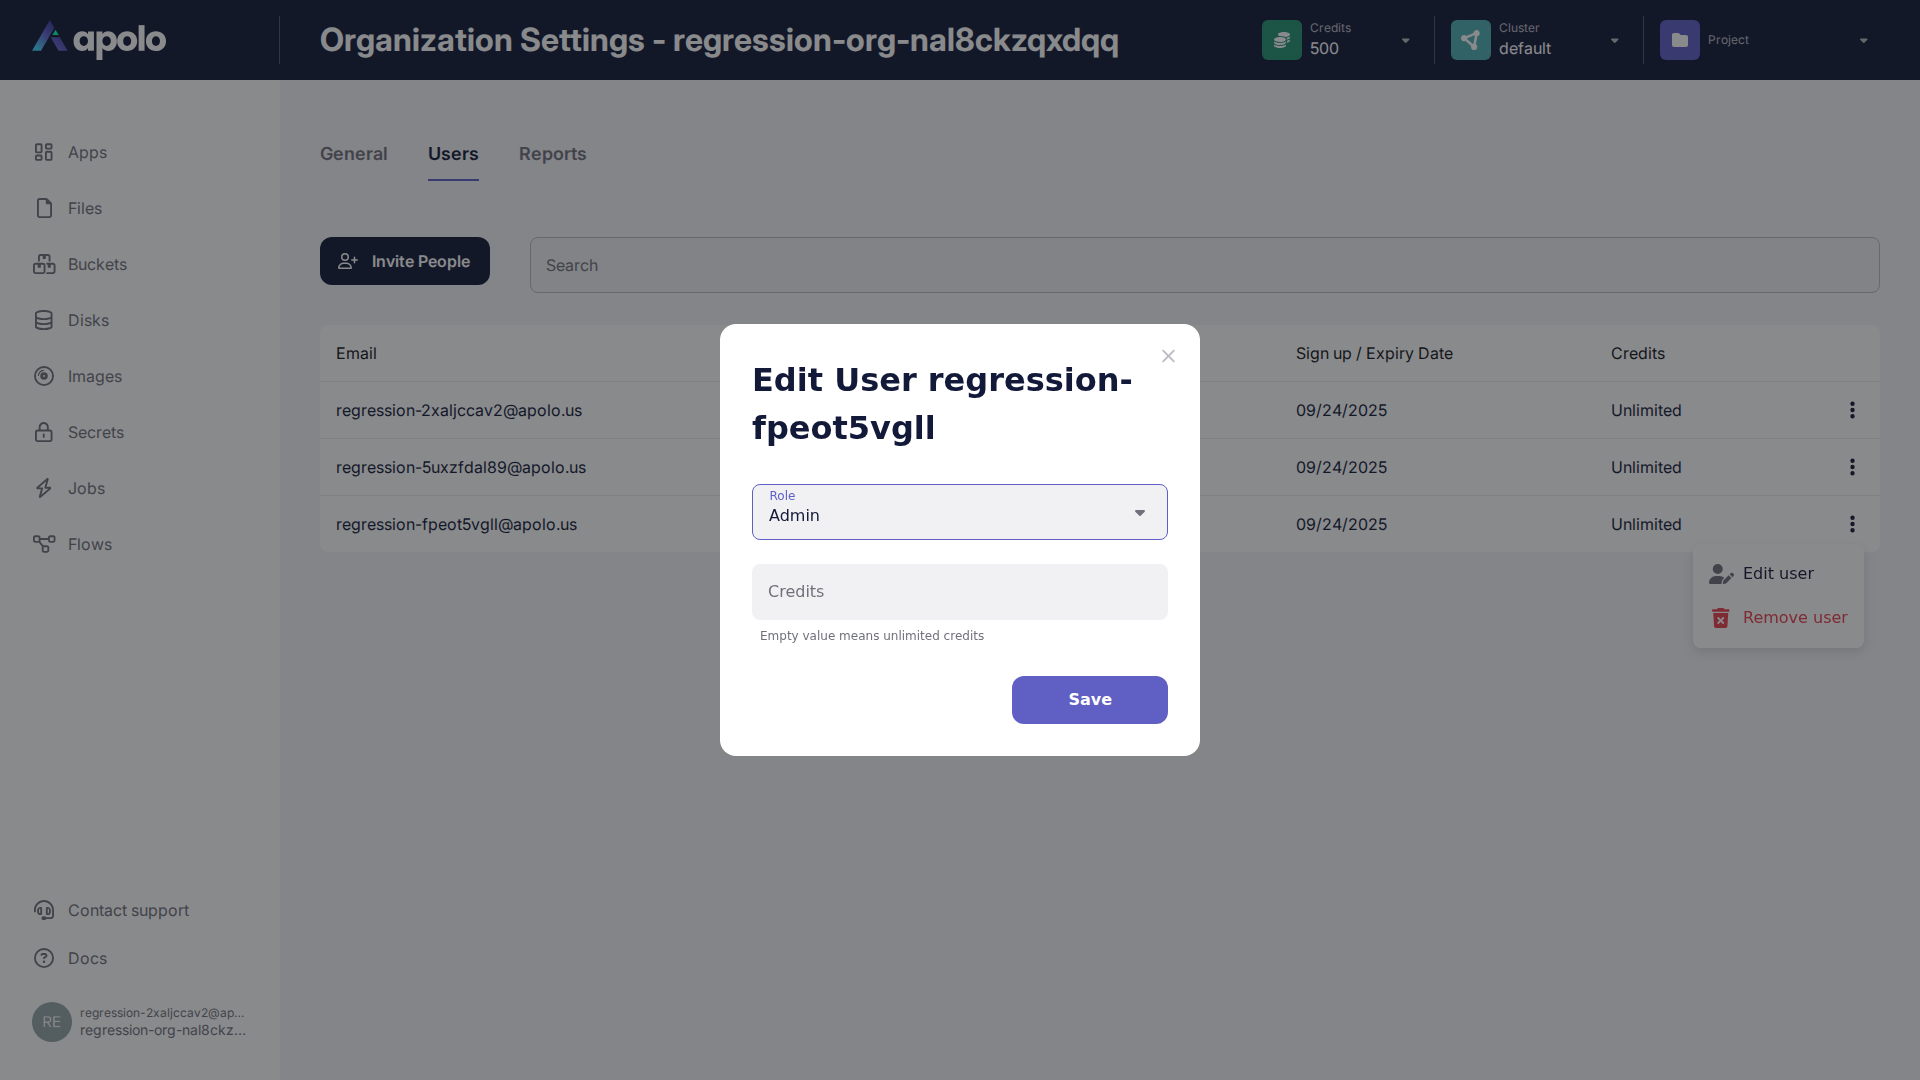 apolo
Organization Settings - regression-org-nal8ckzqxdqq
Credits
500
Cluster
default
Project
Apps
Files
Buckets
Disks
Images
Secrets
Jobs
Flows
General
Users
Reports
Invite People
Search
Email
Sign up / Expiry Date
Credits
regression-2xaljccav2@apolo.us
09/24/2025
Unlimited
regression-5uxzfdal89@apolo.us
09/24/2025
Unlimited
regression-fpeot5vgll@apolo.us
09/24/2025
Unlimited
Edit user
Remove user
Edit User regression-
fpeot5vgll
Role
Admin
Credits
Empty value means unlimited credits
Save
Contact support
Docs
RE
regression-2xaljccav2@ap...
regression-org-nal8ckz...